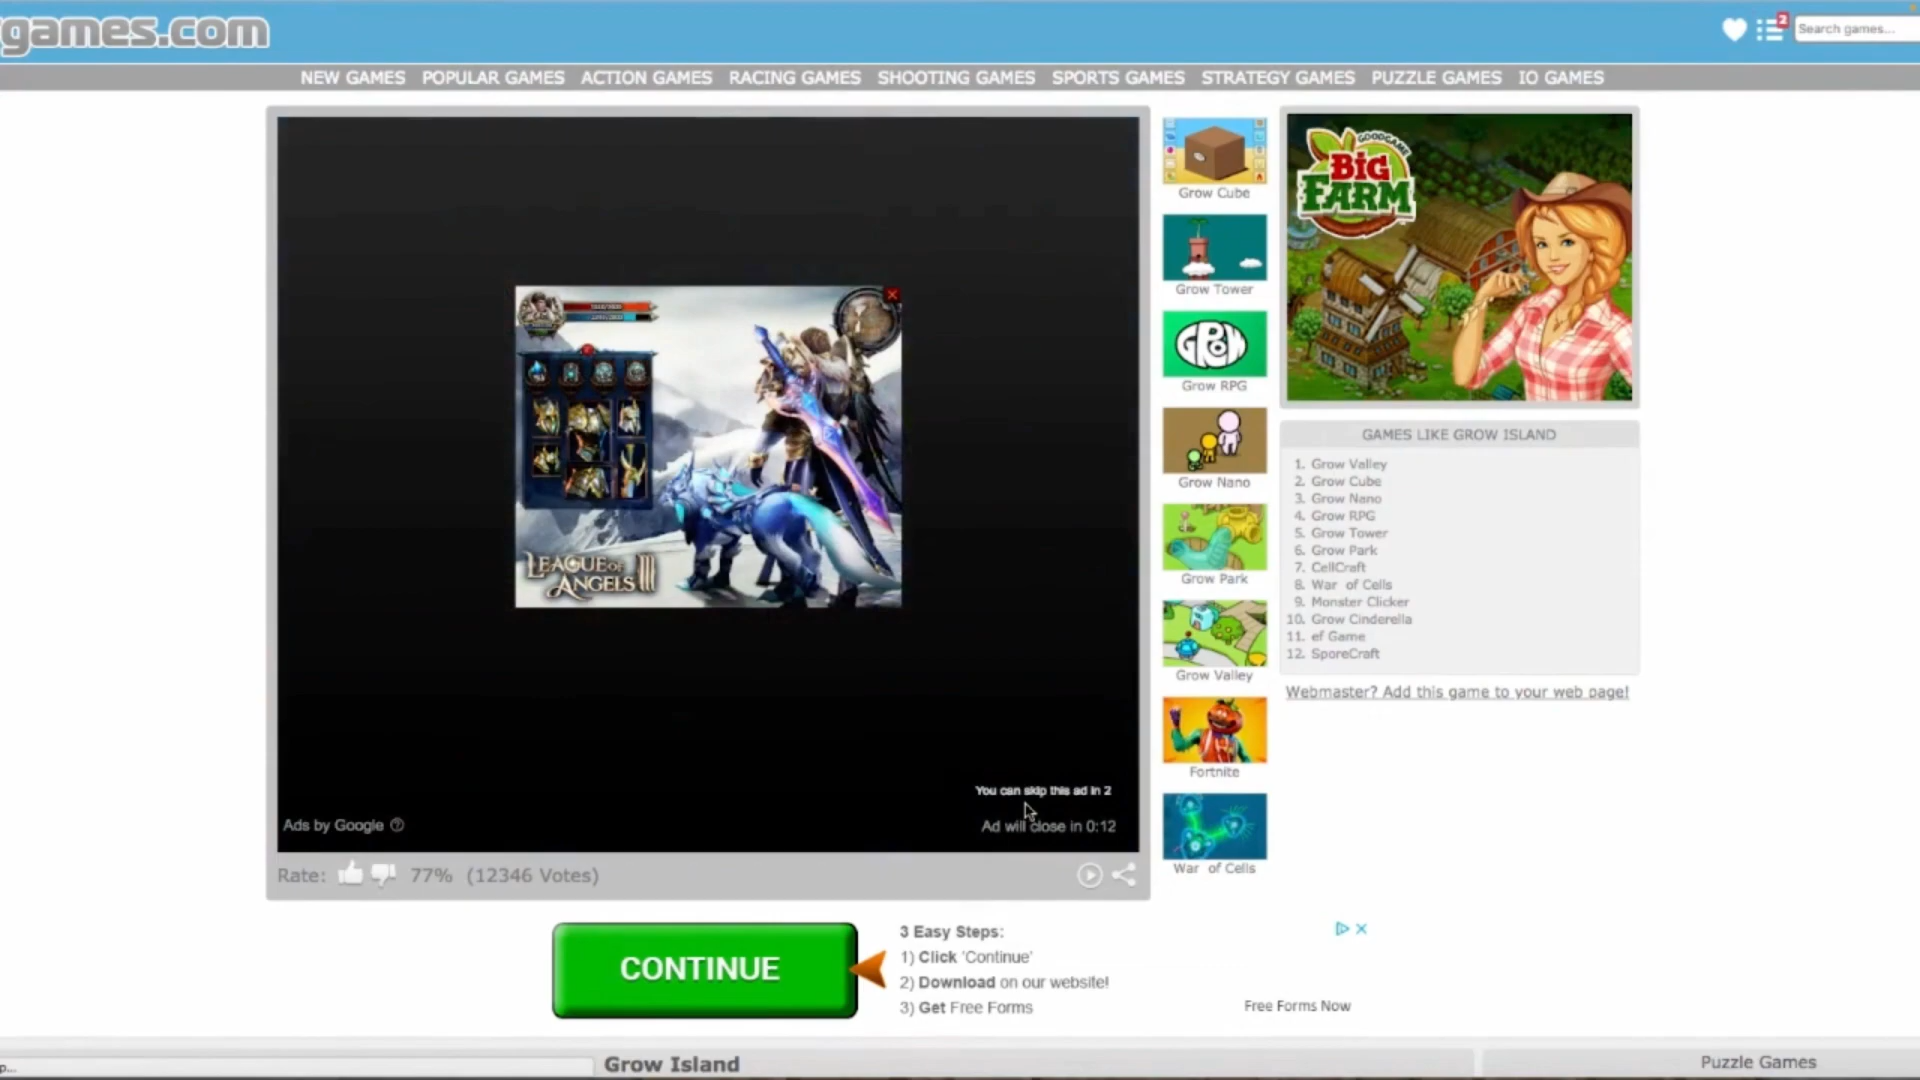 games.com
2
Search games...
NEW GAMES POPULAR GAMES ACTION GAMES RACING GAMES SHOOTING GAMES SPORTS GAMES STRATEGY GAMES PUZZLE GAMES IO GAMES
LEAGUE OF
ANGELS III
You can skip this ad in 2
Ad will close in 0:12
Ads by Google
Rate: 77% (12346 Votes)
Grow Cube
Grow Tower
GROW
Grow RPG
Grow Nano
Grow Park
Grow Valley
Fortnite
War of Cells
GOODGAME
BIG
FARM
GAMES LIKE GROW ISLAND
1. Grow Valley
2. Grow Cube
3. Grow Nano
4. Grow RPG
5. Grow Tower
6. Grow Park
7. CellCraft
8. War of Cells
9. Monster Clicker
10. Grow Cinderella
11. ef Game
12. SporeCraft
Webmaster? Add this game to your web page!
CONTINUE
3 Easy Steps:
1) Click 'Continue'
2) Download on our website!
3) Get Free Forms
Free Forms Now
p...
Grow Island
Puzzle Games